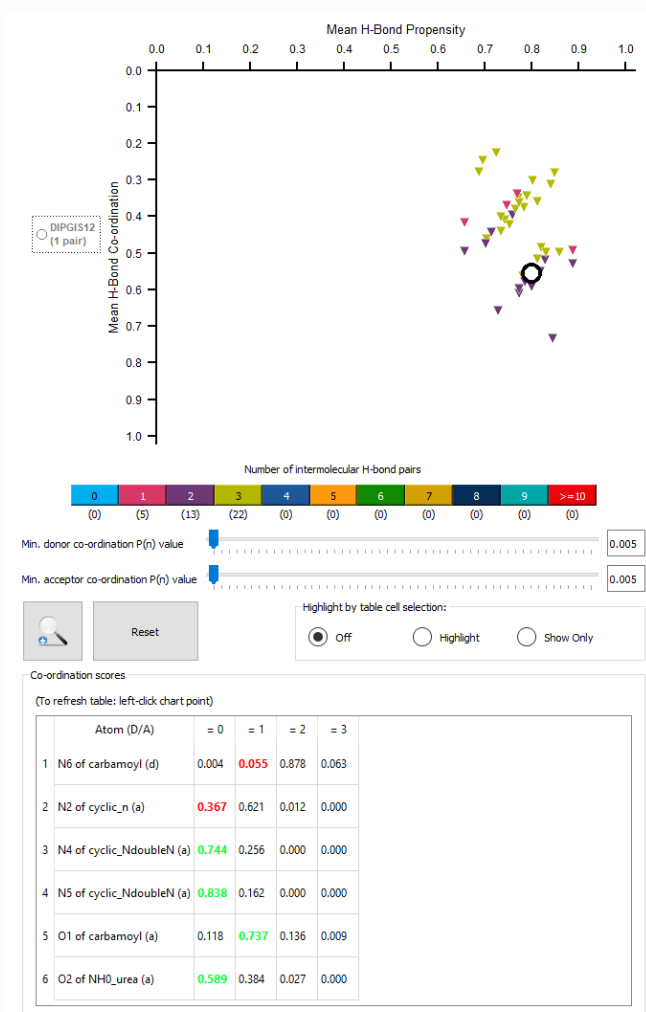 Mean H-Bond Propensity
0.0 0.1 0.2 0.3 0.4 0.5 0.6 0.7 0.8 0.9 1.0
0.0
0.1
0.2
0.3
0.4
0.5
0.6
0.7
0.8
0.9
1.0
Mean H-Bond Co-ordination
DIPGIS12
(1 pair)
Number of intermolecular H-bond pairs
0 1 2 3 4 5 6 7 8 9 >=10
(0) (5) (13) (22) (0) (0) (0) (0) (0) (0) (0)
Min. donor co-ordination P(n) value 0.005
Min. acceptor co-ordination P(n) value 0.005
Reset
Highlight by table cell selection:
Off Highlight Show Only
Co-ordination scores
(To refresh table: left-click chart point)
Atom (D/A) = 0 = 1 = 2 = 3
1 N6 of carbamoyl (d) 0.004 0.055 0.878 0.063
2 N2 of cyclic_n (a) 0.367 0.621 0.012 0.000
3 N4 of cyclic_NdoubleN (a) 0.744 0.256 0.000 0.000
4 N5 of cyclic_NdoubleN (a) 0.838 0.162 0.000 0.000
5 O1 of carbamoyl (a) 0.118 0.737 0.136 0.009
6 O2 of NH0_urea (a) 0.589 0.384 0.027 0.000